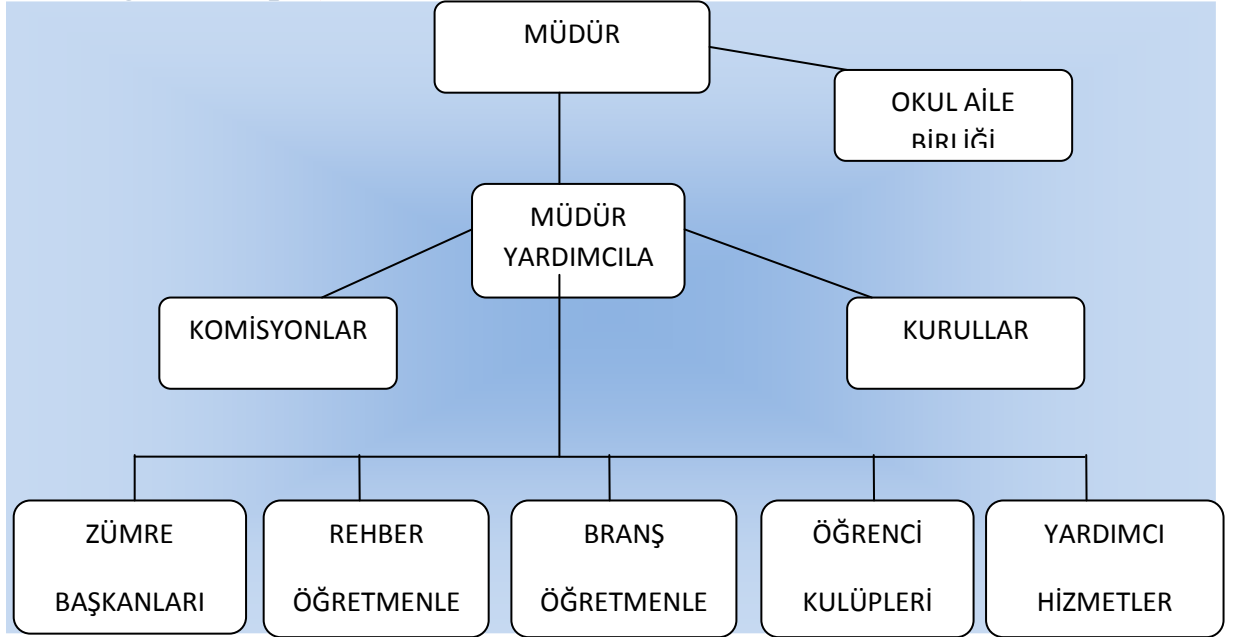 MÜDÜR
OKUL AİLE
BİRLİĞİ
MÜDÜR
YARDIMCILA
KOMİSYONLAR
KURULLAR
ZÜMRE
BAŞKANLARI
REHBER
ÖĞRETMENLE
BRANŞ
ÖĞRETMENLE
ÖĞRENCİ
KULÜPLERİ
YARDIMCI
HİZMETLER